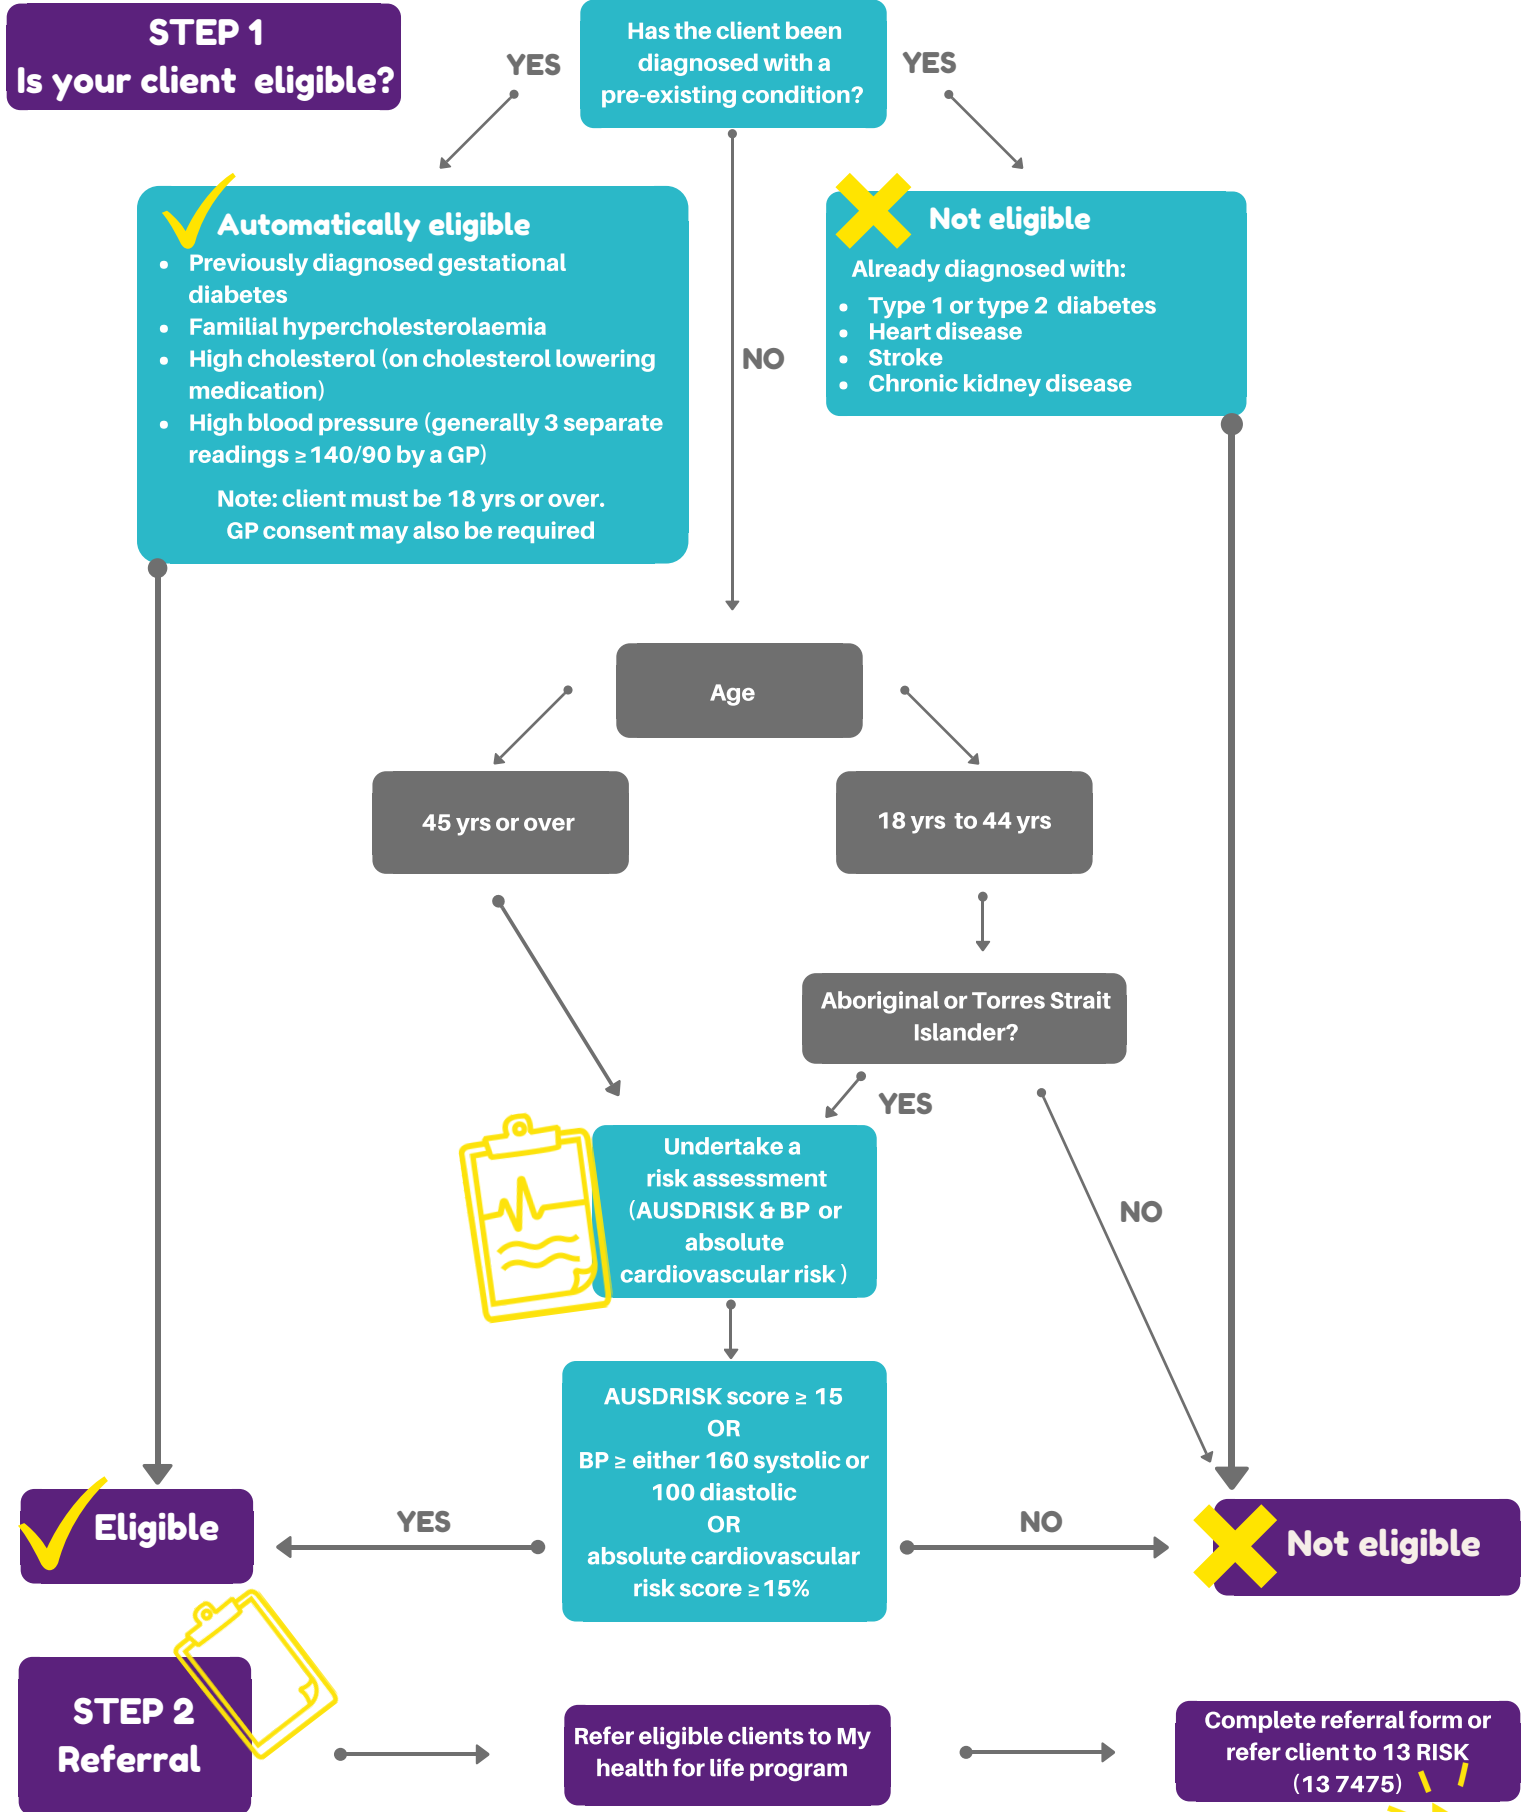 STEP 1
Is your client eligible?
Has the client been
diagnosed with a
pre-existing condition?
YES
YES
Automatically eligible
• Previously diagnosed gestational
diabetes
• Familial hypercholesterolaemia
• High cholesterol (on cholesterol lowering
medication)
• High blood pressure (generally 3 separate
readings ≥140/90 by a GP)
Note: client must be 18 yrs or over.
GP consent may also be required
Not eligible
Already diagnosed with:
• Type 1 or type 2 diabetes
• Heart disease
• Stroke
• Chronic kidney disease
NO
Age
45 yrs or over
18 yrs to 44 yrs
Aboriginal or Torres Strait
Islander?
YES
NO
Undertake a
risk assessment
(AUSDRISK & BP or
absolute
cardiovascular risk )
AUSDRISK score ≥ 15
OR
BP ≥ either 160 systolic or
100 diastolic
OR
absolute cardiovascular
risk score ≥15%
YES
NO
Eligible
Not eligible
STEP 2
Referral
Refer eligible clients to My
health for life program
Complete referral form or
refer client to 13 RISK
(13 7475)